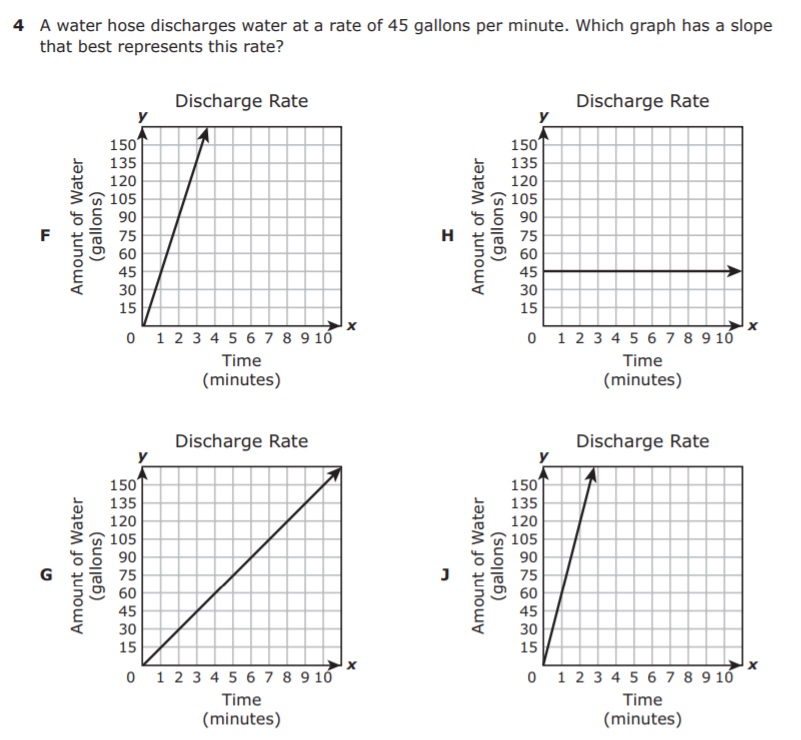 4 A water hose discharges water at a rate of 45 gallons per minute. Which graph has a slope
that best represents this rate?
F
Discharge Rate
y
Amount of Water
(gallons)
150
135
120
105
90
75
60
45
30
15
0 1 2 3 4 5 6 7 8 9 10 x
Time
(minutes)
H
Discharge Rate
y
Amount of Water
(gallons)
150
135
120
105
90
75
60
45
30
15
0 1 2 3 4 5 6 7 8 9 10 x
Time
(minutes)
G
Discharge Rate
y
Amount of Water
(gallons)
150
135
120
105
90
75
60
45
30
15
0 1 2 3 4 5 6 7 8 9 10 x
Time
(minutes)
J
Discharge Rate
y
Amount of Water
(gallons)
150
135
120
105
90
75
60
45
30
15
0 1 2 3 4 5 6 7 8 9 10 x
Time
(minutes)